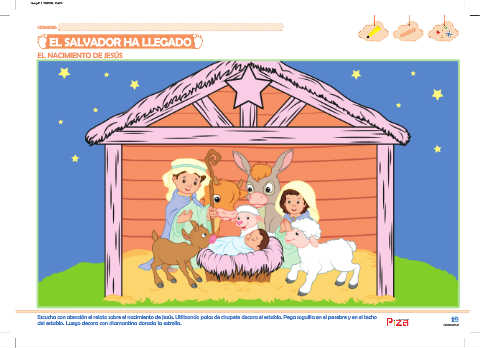 EL SALVADOR HA LLEGADO
EL NACIMIENTO DE JESÚS
Escucha con atención el relato sobre el nacimiento de Jesús. Utilizando palos de chupete decora el establo. Pega aquilla en el pesebre y en el techo
del establo. Luego decora con diamantina dorada la estrella.
Piza